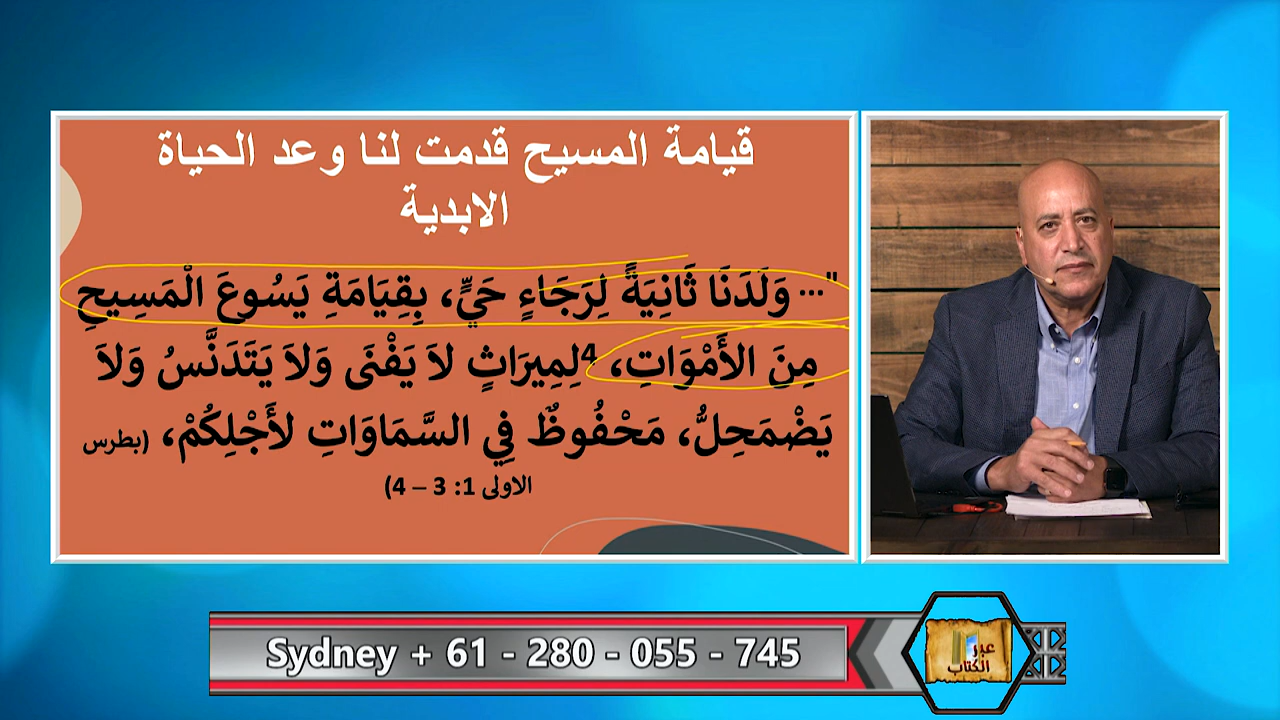 قيامة المسيح قدمت لنا وعد الحياة
الابدية
"... وَلَدَنَا ثَانِيَةً لِرَجَاءٍ حَيٍّ، بِقِيَامَةِ يَسُوعَ الْمَسِيحِ
مِنَ الأَمْوَاتِ، 4لِمِيرَاثٍ لاَ يَفْنَى وَلاَ يَتَدَنَّسُ وَلاَ
يَضْمَحِلُّ، مَحْفُوظٌ فِي السَّمَاوَاتِ لأَجْلِكُمْ، (بطرس
الاولى 1: 3 – 4)
Sydney + 61 - 280 - 055 - 745
عبر
الكتاب